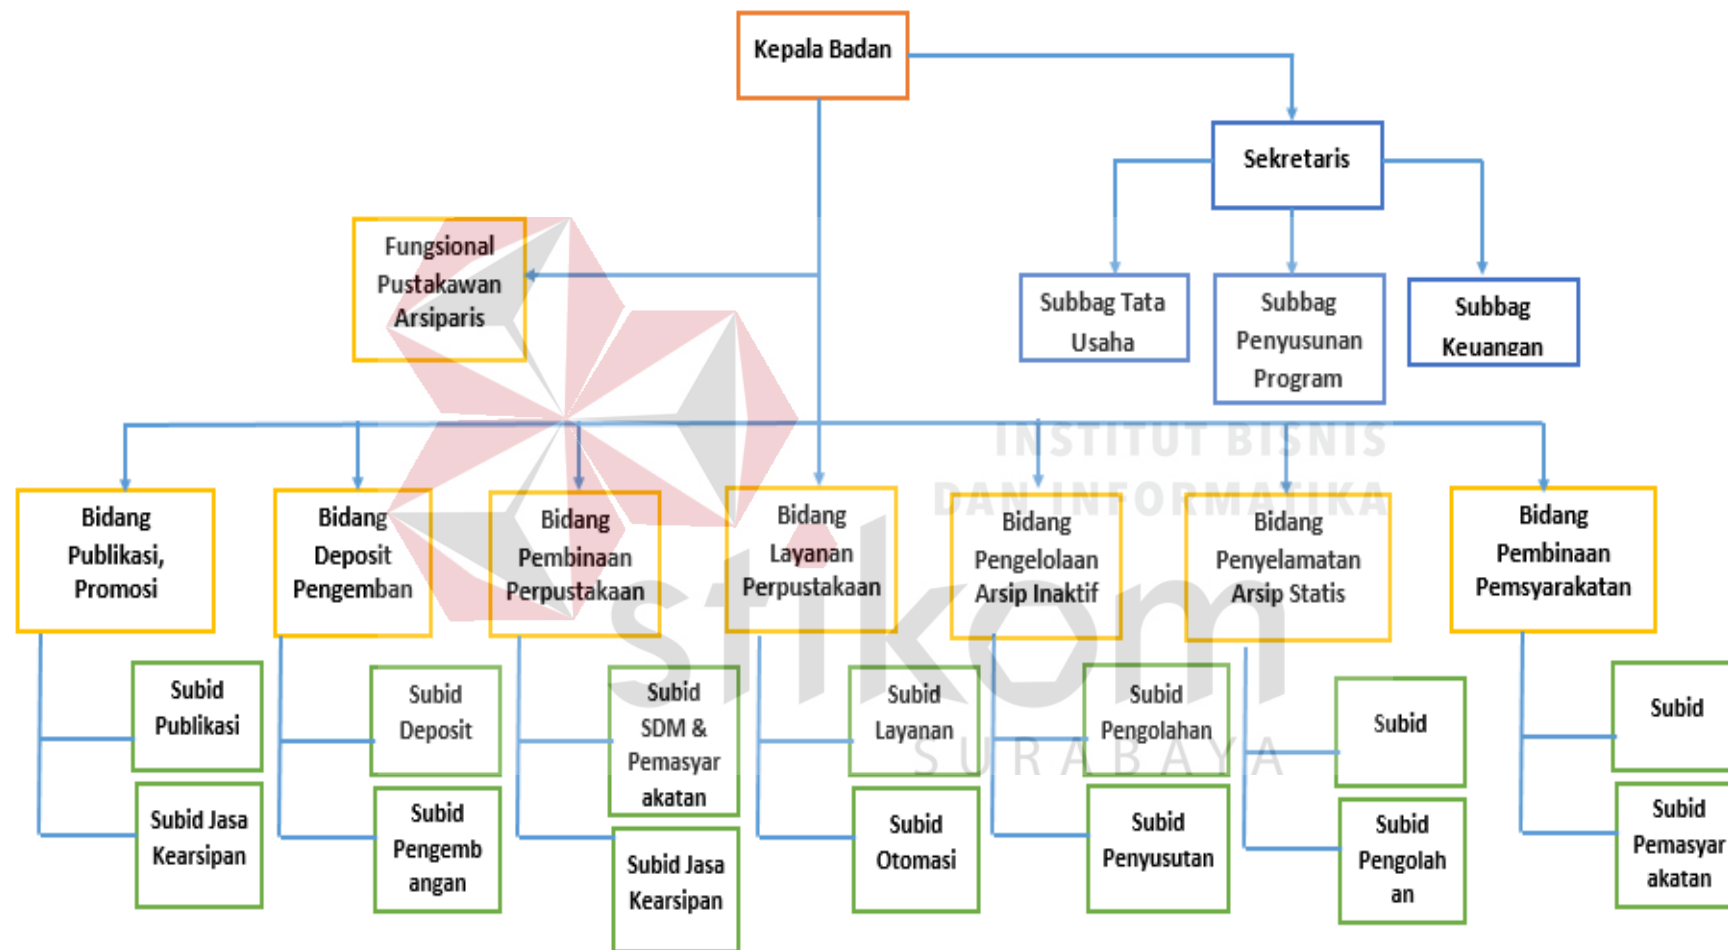 Kepala Badan
Sekretaris
Fungsional
Pustakawan
Arsiparis
Subbag Tata
Usaha
Subbag
Penyusunan
Program
Subbag
Keuangan
INSTITUT BISNIS
DAN INFORMATIKA
Bidang
Publikasi,
Promosi
Bidang
Deposit
Pengemban
Bidang
Pembinaan
Perpustakaan
Bidang
Layanan
Perpustakaan
Bidang
Pengelolaan
Arsip Inaktif
Bidang
Penyelamatan
Arsip Statis
Bidang
Pembinaan
Pemsyarakatan
stikom
SURABAYA
Subid
Publikasi
Subid
Deposit
Subid
SDM &
Pemasyar
akatan
Subid
Layanan
Subid
Pengolahan
Subid
Subid
Subid Jasa
Kearsipan
Subid
Pengemb
angan
Subid Jasa
Kearsipan
Subid
Otomasi
Subid
Penyusutan
Subid
Pengolah
an
Subid
Pemasyar
akatan